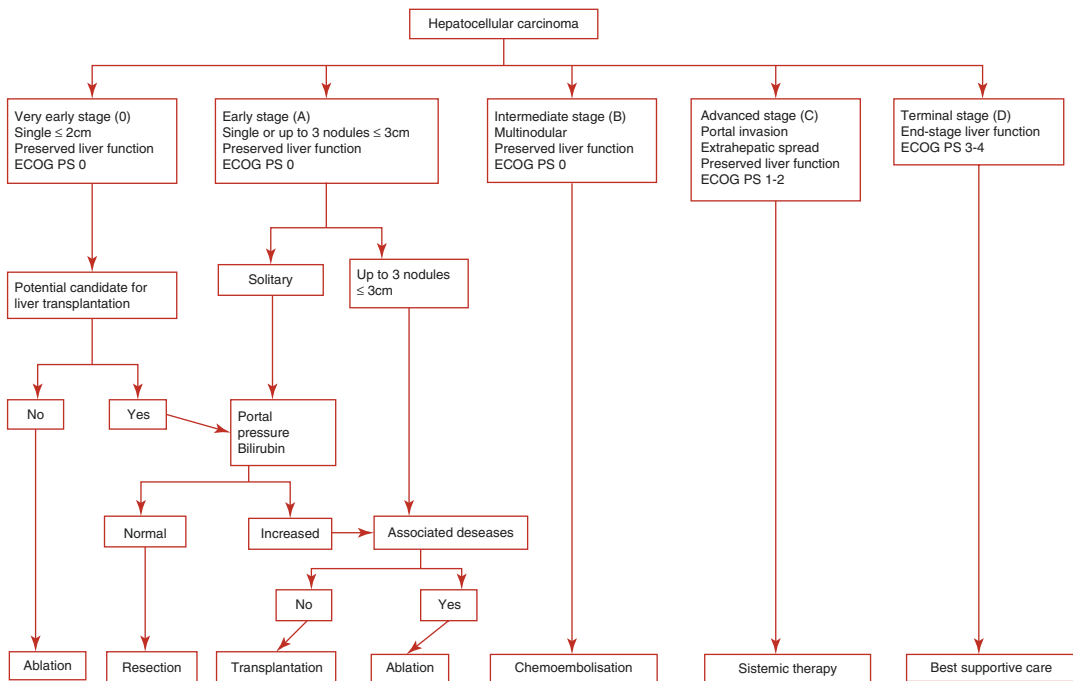 Hepatocellular carcinoma
Very early stage (0)
Single ≤ 2cm
Preserved liver function
ECOG PS 0
Early stage (A)
Single or up to 3 nodules ≤ 3cm
Preserved liver function
ECOG PS 0
Intermediate stage (B)
Multinodular
Preserved liver function
ECOG PS 0
Advanced stage (C)
Portal invasion
Extrahepatic spread
Preserved liver function
ECOG PS 1-2
Terminal stage (D)
End-stage liver function
ECOG PS 3-4
Potential candidate for
liver transplantation
Solitary
Up to 3 nodules
≤ 3cm
No
Yes
Portal
pressure
Bilirubin
Normal
Increased
Associated deseases
No
Yes
Ablation
Resection
Transplantation
Ablation
Chemoembolisation
Sistemic therapy
Best supportive care